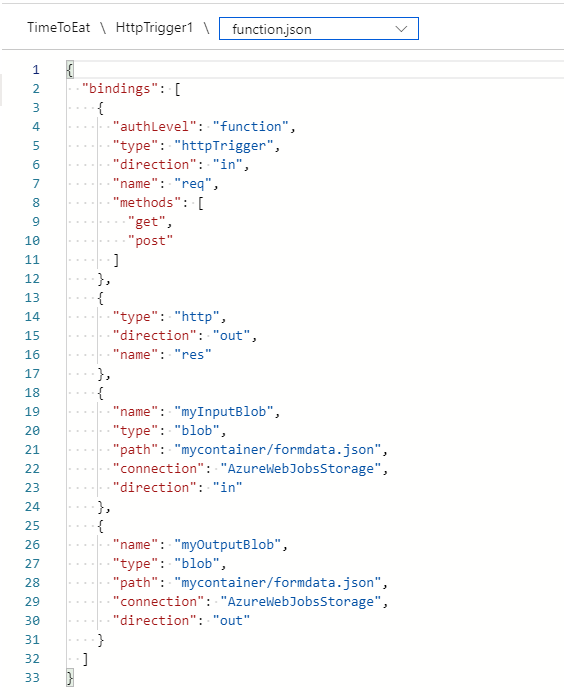 TimeToEat \ HttpTrigger1 \ function.json
1 {
2 "bindings": [
3 {
4 "authLevel": "function",
5 "type": "httpTrigger",
6 "direction": "in",
7 "name": "req",
8 "methods": [
9 "get",
10 "post"
11 ]
12 },
13 {
14 "type": "http",
15 "direction": "out",
16 "name": "res"
17 },
18 {
19 "name": "myInputBlob",
20 "type": "blob",
21 "path": "mycontainer/formdata.json",
22 "connection": "AzureWebJobsStorage",
23 "direction": "in"
24 },
25 {
26 "name": "myOutputBlob",
27 "type": "blob",
28 "path": "mycontainer/formdata.json",
29 "connection": "AzureWebJobsStorage",
30 "direction": "out"
31 }
32 ]
33 }